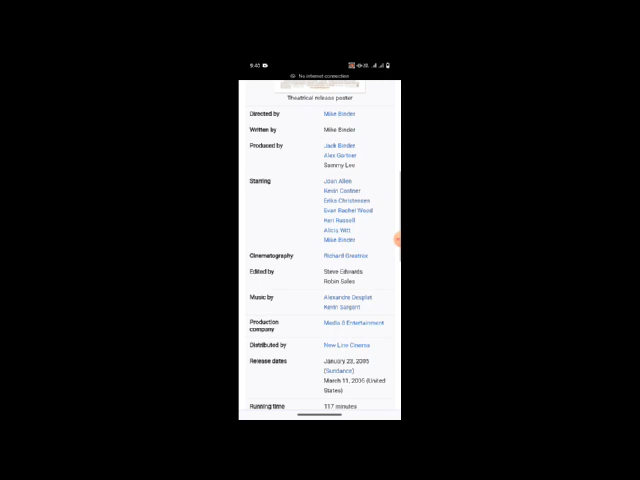 9:40
No internet connection
Theatrical release poster
Directed by Mike Binder
Written by Mike Binder
Produced by Jack Binder
Alex Gartner
Sammy Lee
Starring Joan Allen
Kevin Costner
Erika Christensen
Evan Rachel Wood
Keri Russell
Alicia Witt
Mike Binder
Cinematography Richard Greatrex
Edited by Steve Edwards
Robin Sales
Music by Alexandre Desplat
Kevin Sargent
Production Media 8 Entertainment
company
Distributed by New Line Cinema
Release dates January 23, 2005
(Sundance)
March 11, 2005 (United
States)
Running time 117 minutes